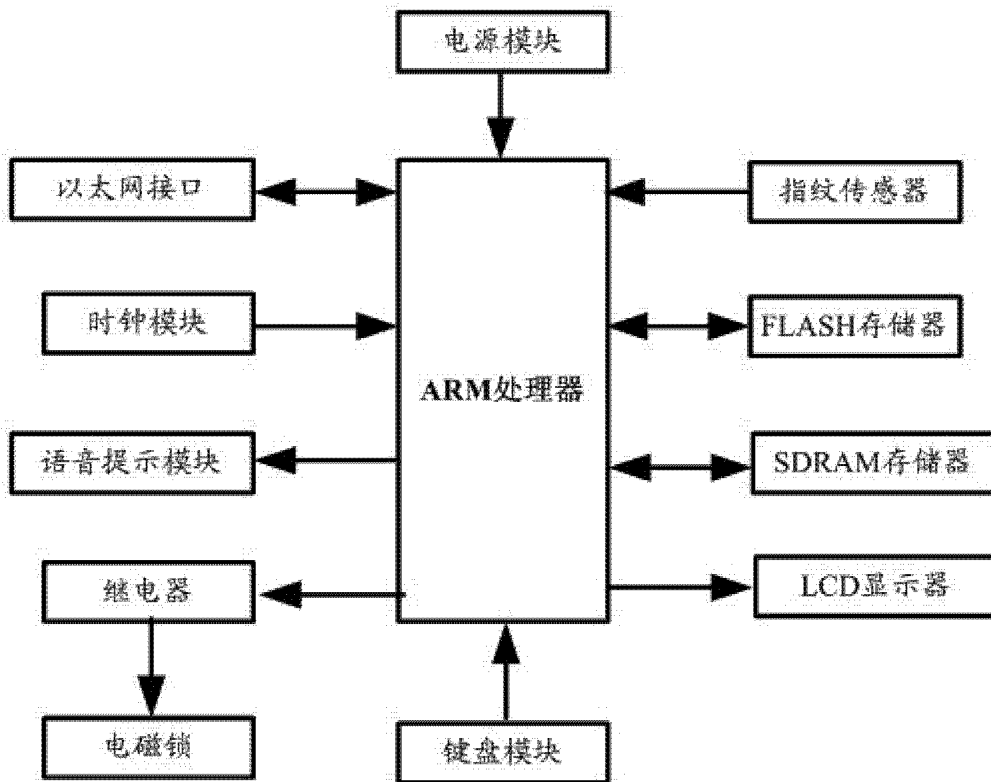 电源模块
以太网接口
指纹传感器
时钟模块
FLASH存储器
ARM处理器
语音提示模块
SDRAM存储器
继电器
LCD显示器
电磁锁
键盘模块